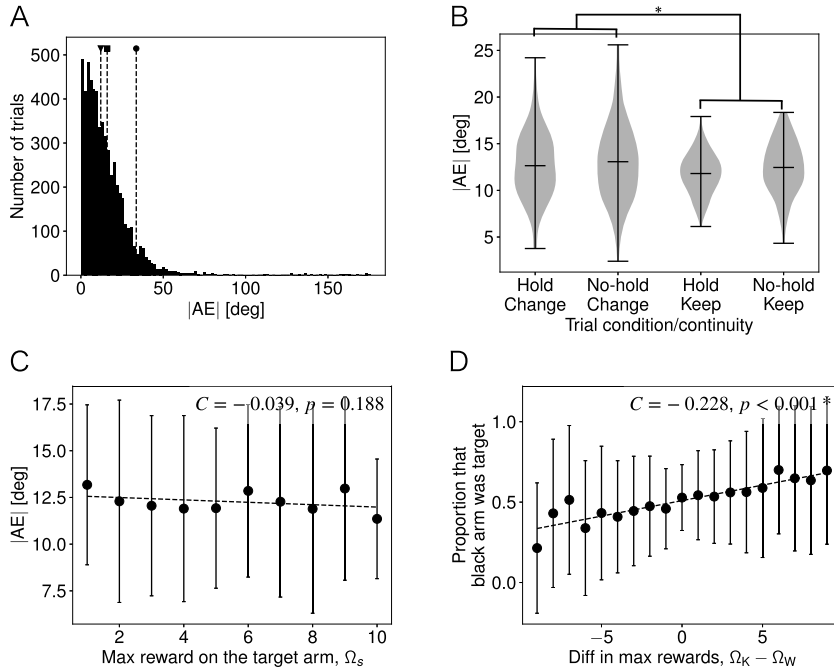 A
500
400
300
200
100
0
Number of trials
0 50 100 150
|AE| [deg]
B
*
25
20
15
10
5
|AE| [deg]
Hold No-hold Hold No-hold
Change Change Keep Keep
Trial condition/continuity
C
C = − 0.039, p = 0.188
17.5
15.0
12.5
10.0
7.5
|AE| [deg]
2 4 6 8 10
Max reward on the target arm, Ωs
D
C = − 0.228, p < 0.001 *
1.0
0.5
0.0
Proportion that
black arm was target
−5 0 5
Diff in max rewards, ΩK − ΩW